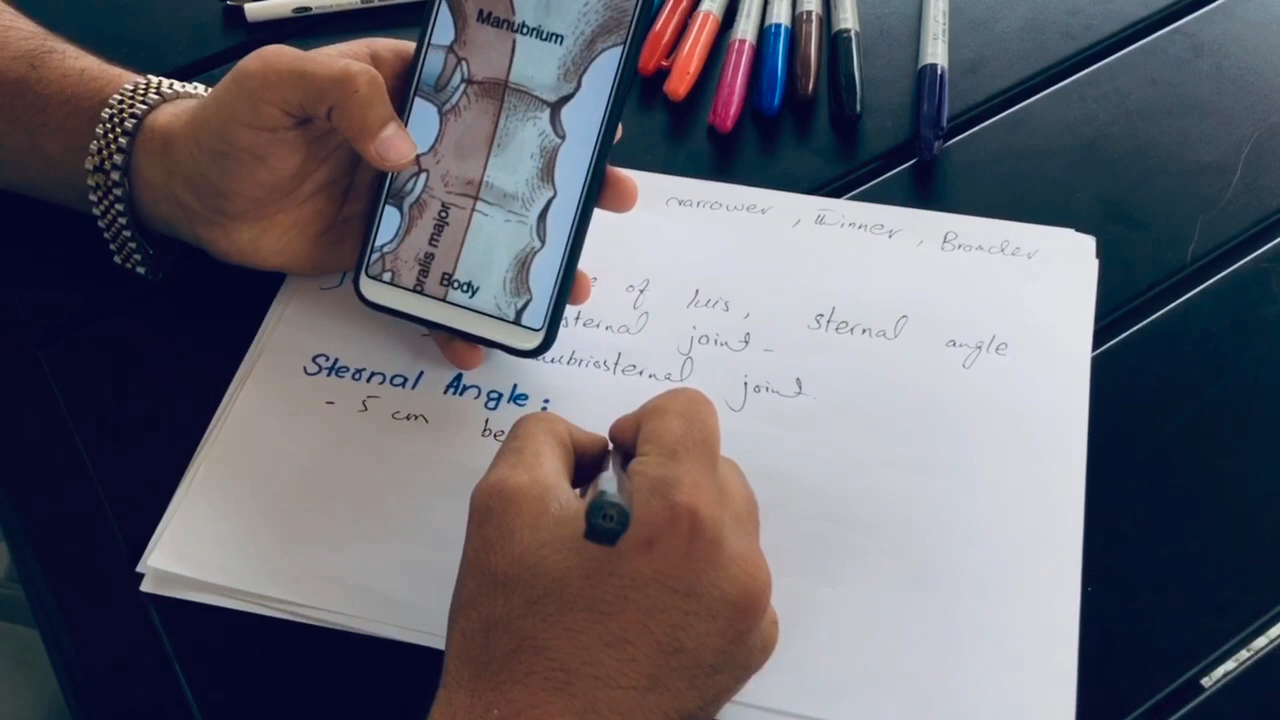 Manubrium
oralis major
Body
narrower , thinner , Broader
of luis, sternal angle
sternal joint -
nubriosternal joint.
Sternal Angle :
- 5 cm be